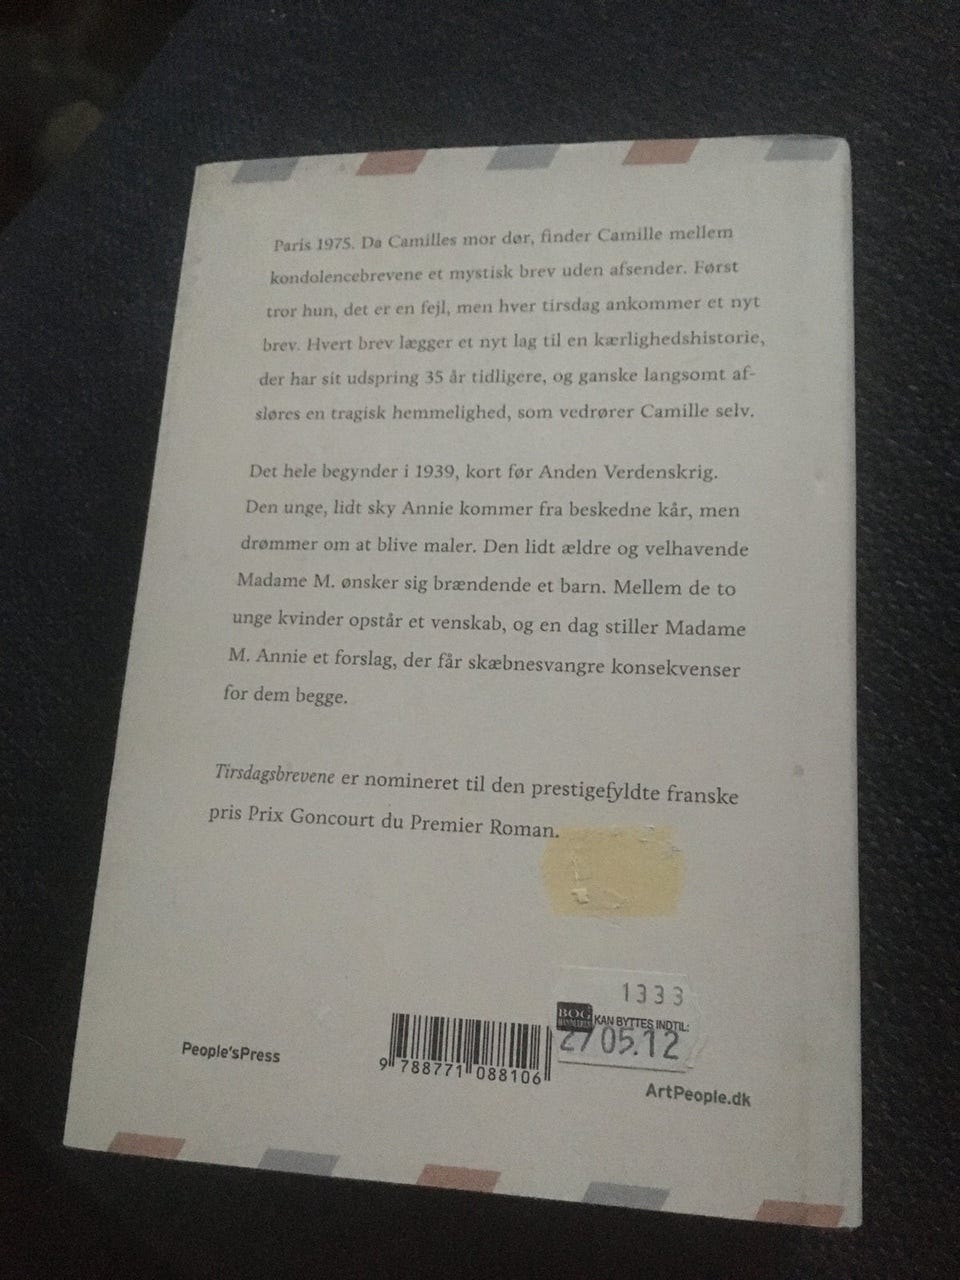 Paris 1975. Da Camilles mor dør, finder Camille mellem
kondolencebrevene et mystisk brev uden afsender. Først
tror hun, det er en fejl, men hver tirsdag ankommer et nyt
brev. Hvert brev lægger et nyt lag til en kærlighedshistorie,
der har sit udspring 35 år tidligere, og ganske langsomt af-
sløres en tragisk hemmelighed, som vedrører Camille selv.
Det hele begynder i 1939, kort før Anden Verdenskrig.
Den unge, lidt sky Annie kommer fra beskedne kår, men
drømmer om at blive maler. Den lidt ældre og velhavende
Madame M. ønsker sig brændende et barn. Mellem de to
unge kvinder opstår et venskab, og en dag stiller Madame
M. Annie et forslag, der får skæbnesvangre konsekvenser
for dem begge.
Tirsdagsbrevene er nomineret til den prestigefyldte franske
pris Prix Goncourt du Premier Roman.
1333
BOG
KAN BYTTES INDTIL:
27 05.12
People'sPress
9 788771 088106
ArtPeople.dk